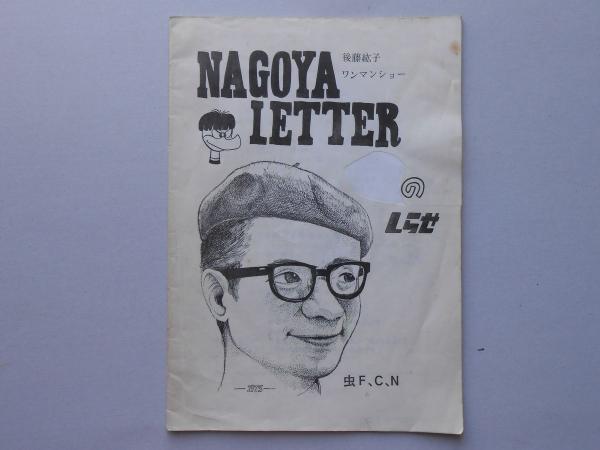 NAGOYA
後藤紘子
ワンマンショー
LETTER
の
しらせ
虫F、C、N